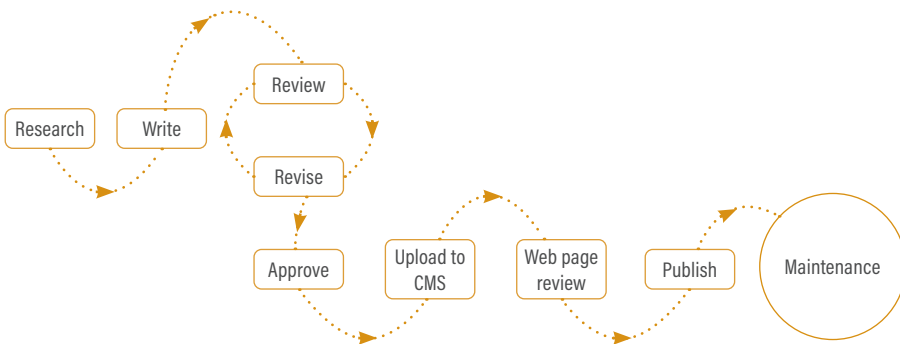 Research
Write
Review
Revise
Approve
Upload to
CMS
Web page
review
Publish
Maintenance